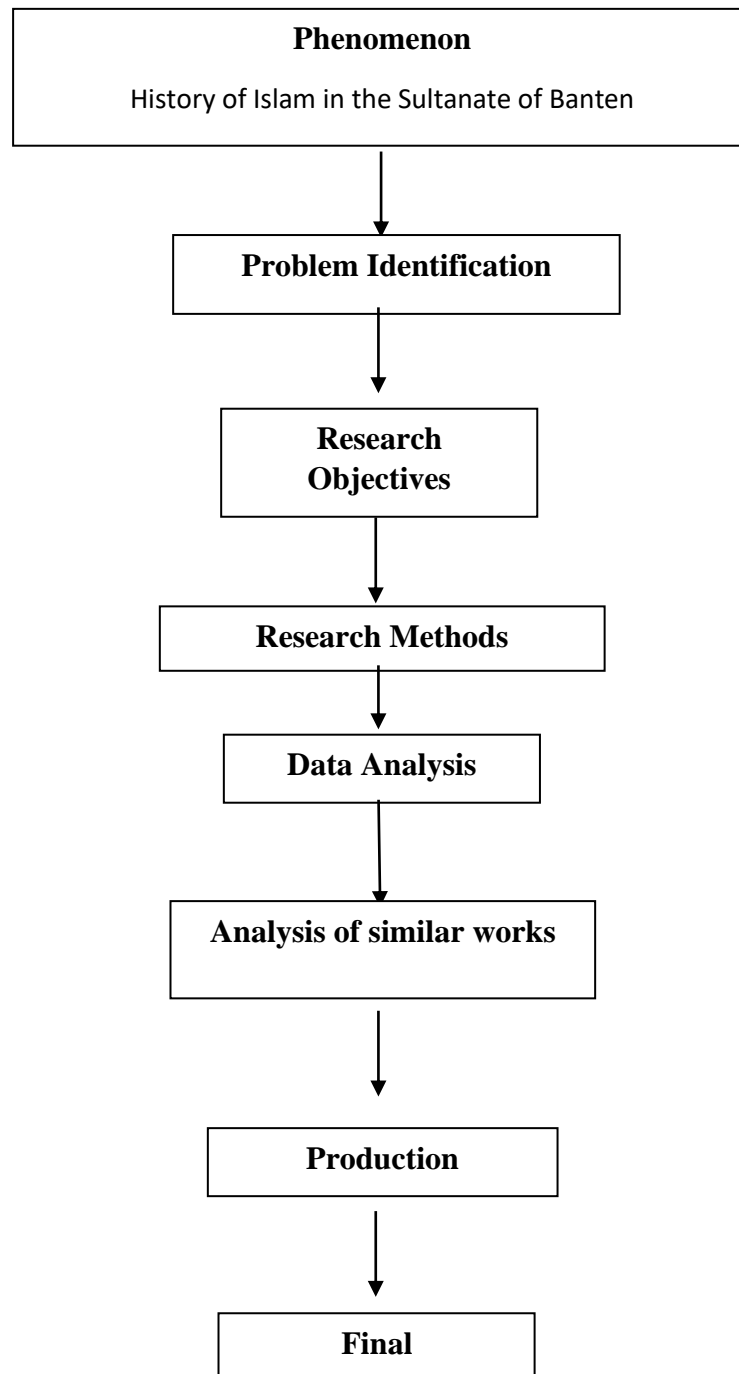 Phenomenon
History of Islam in the Sultanate of Banten
Problem Identification
Research
Objectives
Research Methods
Data Analysis
Analysis of similar works
Production
Final